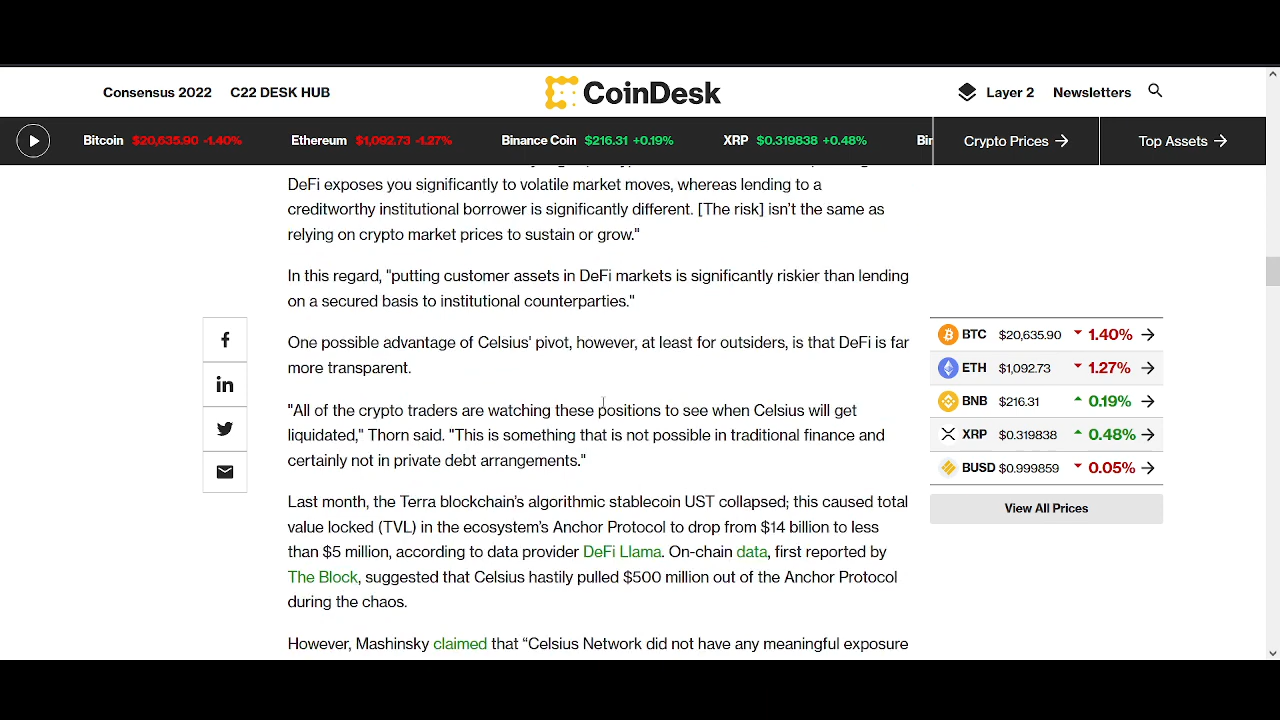 Consensus 2022 C22 DESK HUB CoinDesk Layer 2 Newsletters
Bitcoin $20,635.90 -1.40% Ethereum $1,092.73 -1.27% Binance Coin $216.31 +0.19% XRP $0.319838 +0.48% Bin Crypto Prices → Top Assets →
DeFi exposes you significantly to volatile market moves, whereas lending to a
creditworthy institutional borrower is significantly different. [The risk] isn't the same as
relying on crypto market prices to sustain or grow."
In this regard, "putting customer assets in DeFi markets is significantly riskier than lending
on a secured basis to institutional counterparties."
One possible advantage of Celsius' pivot, however, at least for outsiders, is that DeFi is far
more transparent.
"All of the crypto traders are watching these positions to see when Celsius will get
liquidated," Thorn said. "This is something that is not possible in traditional finance and
certainly not in private debt arrangements."
Last month, the Terra blockchain's algorithmic stablecoin UST collapsed; this caused total
value locked (TVL) in the ecosystem's Anchor Protocol to drop from $14 billion to less
than $5 million, according to data provider DeFi Llama. On-chain data, first reported by
The Block, suggested that Celsius hastily pulled $500 million out of the Anchor Protocol
during the chaos.
However, Mashinsky claimed that “Celsius Network did not have any meaningful exposure
BTC $20,635.90 1.40% →
ETH $1,092.73 1.27% →
BNB $216.31 0.19% →
XRP $0.319838 0.48% →
BUSD $0.999859 0.05% →
View All Prices